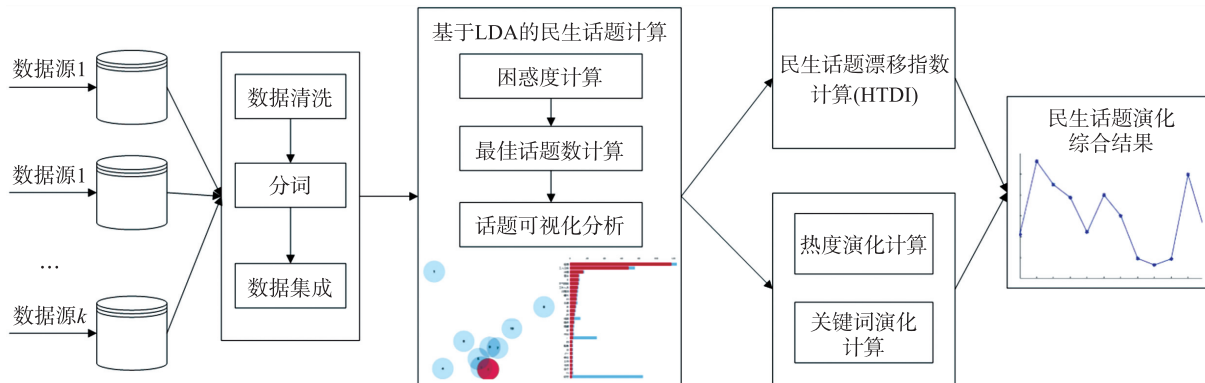 数据源1
数据源1
...
数据源k
数据清洗
分词
数据集成
基于LDA的民生话题计算
困惑度计算
最佳话题数计算
话题可视化分析
民生话题漂移指数
计算(HTDI)
热度演化计算
关键词演化
计算
民生话题演化
综合结果